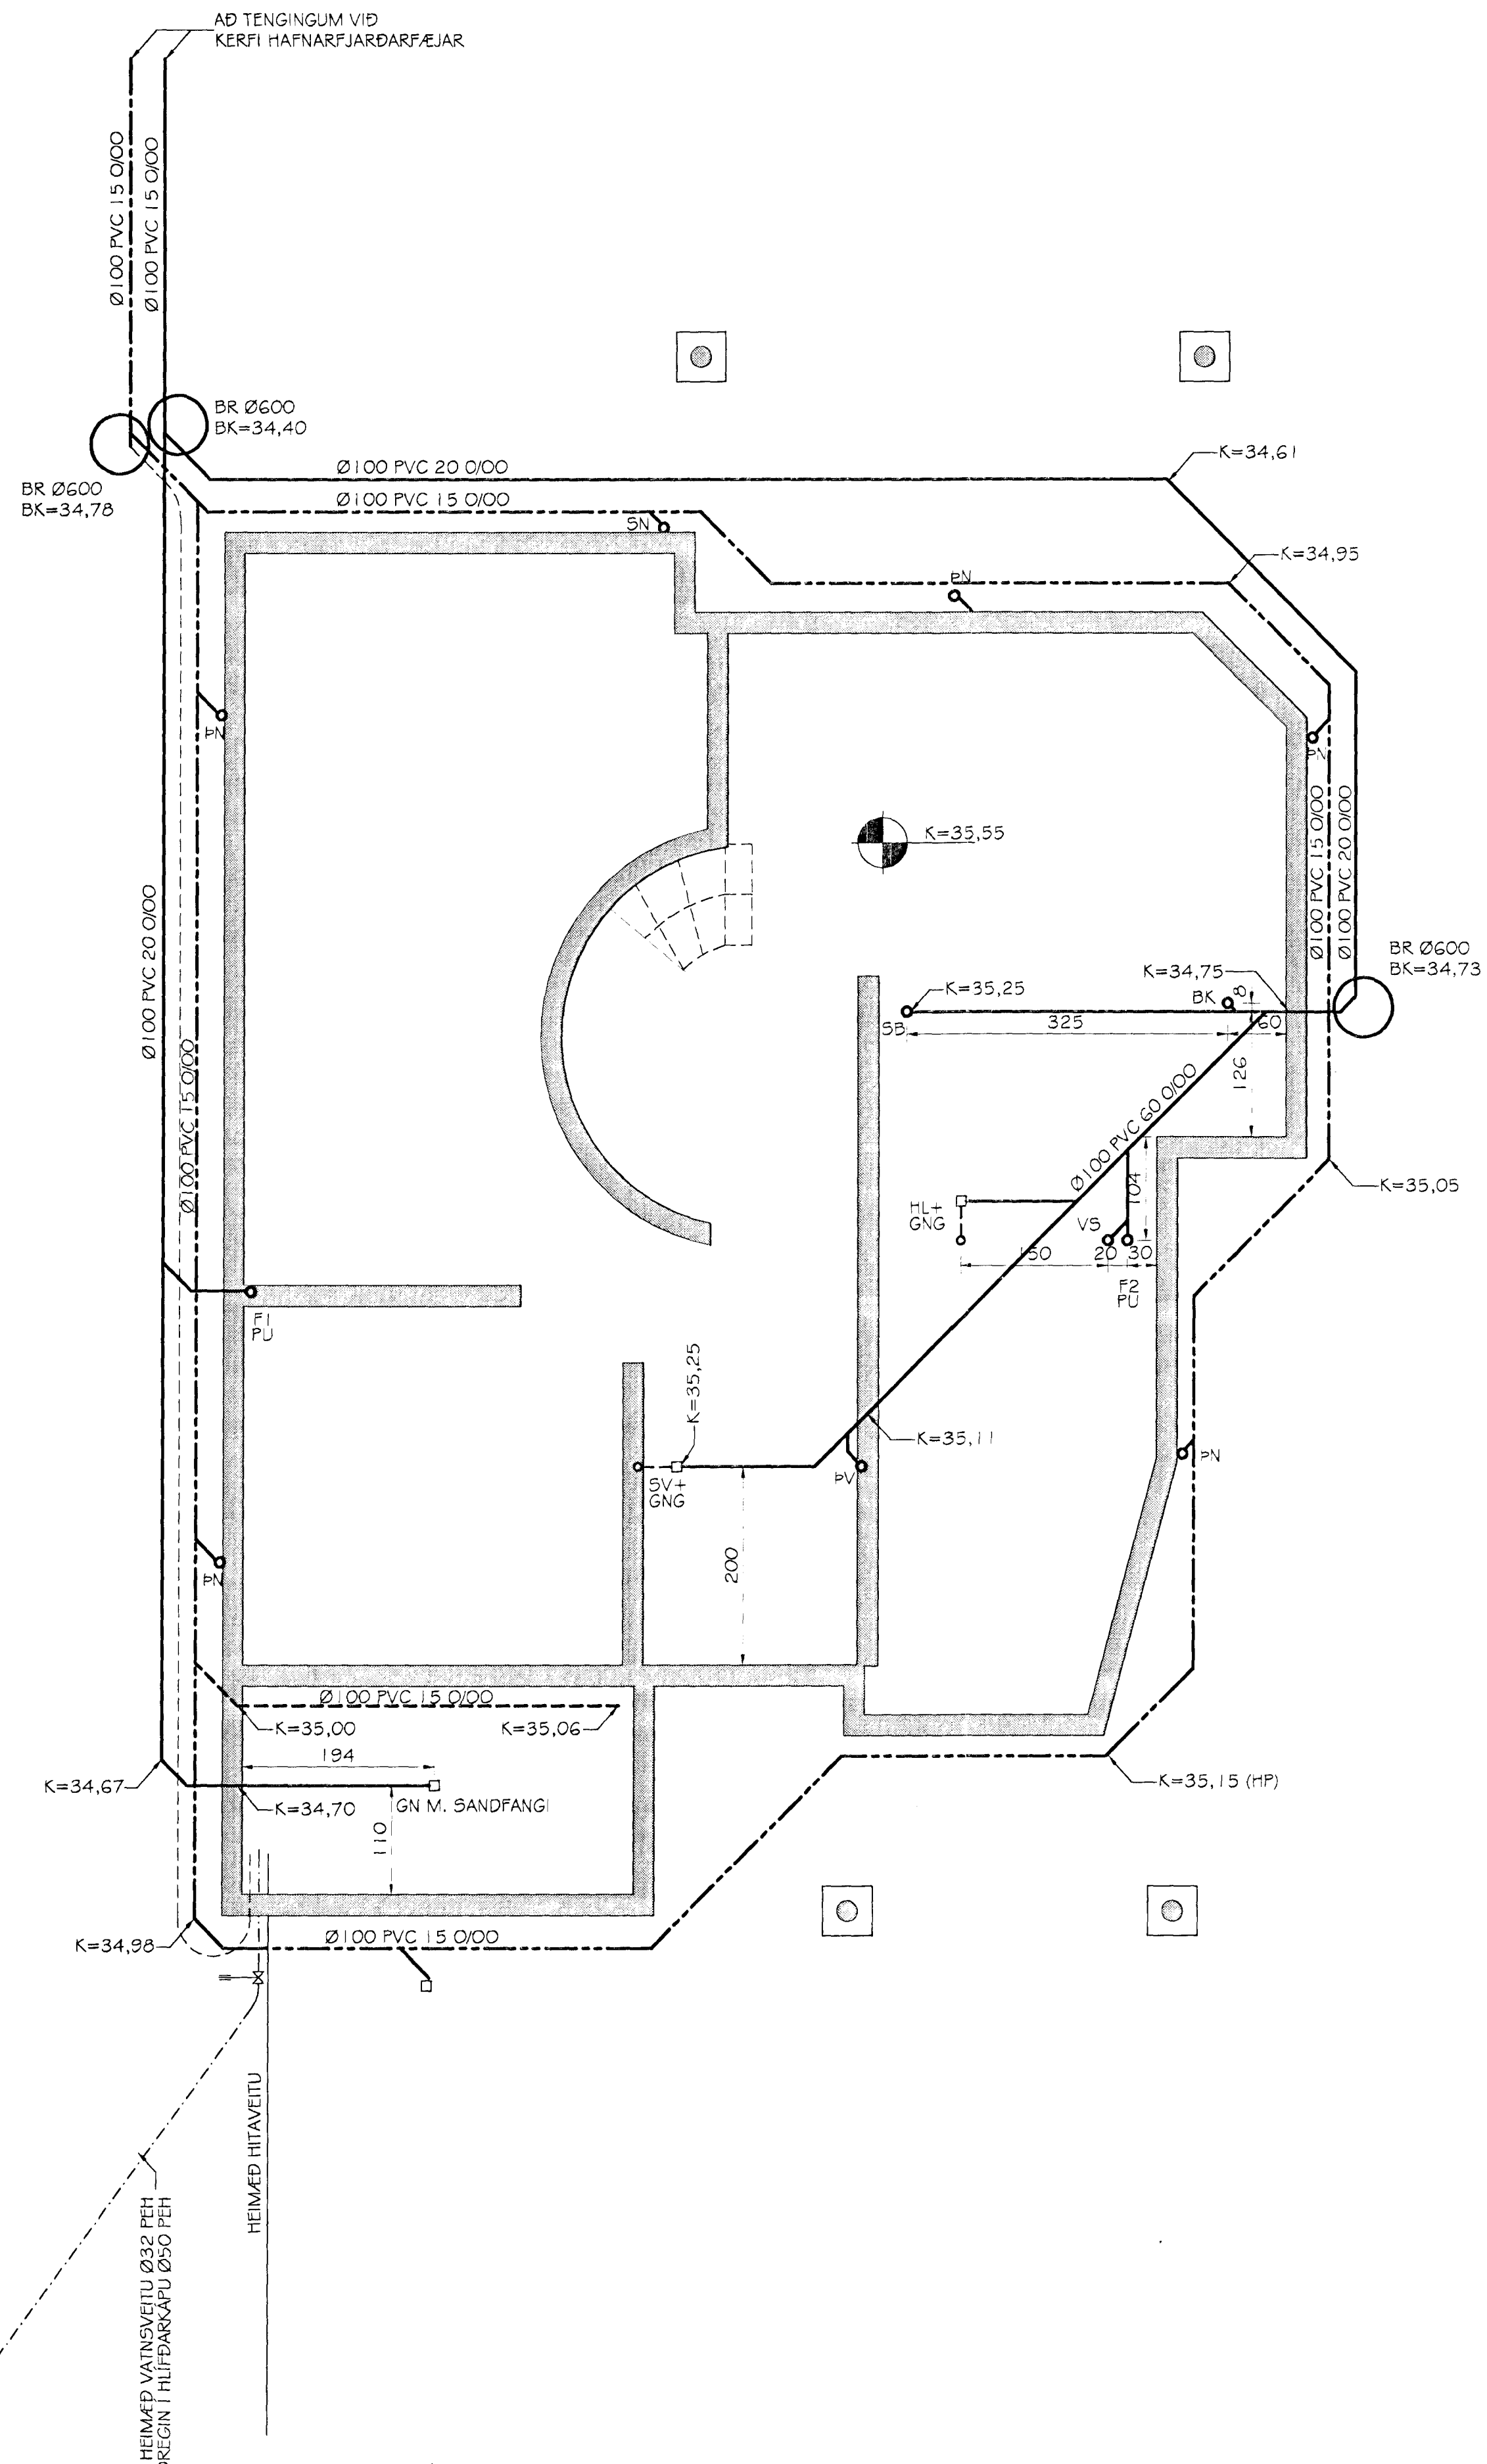 AÐ TENGINGUM VIÐ
KERFI HAFNARFJARÐARFÆJAR
Ø100 PVC 15 0/00
Ø100 PVC 15 0/00
BR Ø600
BK=34,40
BR Ø600
BK=34,78
Ø100 PVC 20 0/00
K=34,61
Ø100 PVC 15 0/00
SN
K=34,95
ÞN
ÞN
ÞN
K=35,55
Ø100 PVC 15 0/00
Ø100 PVC 20 0/00
BR Ø600
BK=34,73
K=34,75
K=35,25
BK
8
SB
325
60
126
Ø100 PVC 20 0/00
Ø100 PVC 15 0/00
Ø100 PVC 60 0/00
104
K=35,05
HL+
GNG
VS
150
20
30
F2
PU
F1
PU
K=35,25
K=35,11
ÞN
SV+
GNG
ÞV
200
ÞN
Ø100 PVC 15 0/00
K=35,00
K=35,06
194
K=34,67
K=34,70
GN M. SANDFANGI
110
K=35,15 (HP)
K=34,98
Ø100 PVC 15 0/00
HEIMÆÐ HITAVEITU
HEIMÆÐ VATNSVEITU Ø32 PEH
DREGIN Í HLÍFÐARKÁPU Ø50 PEH